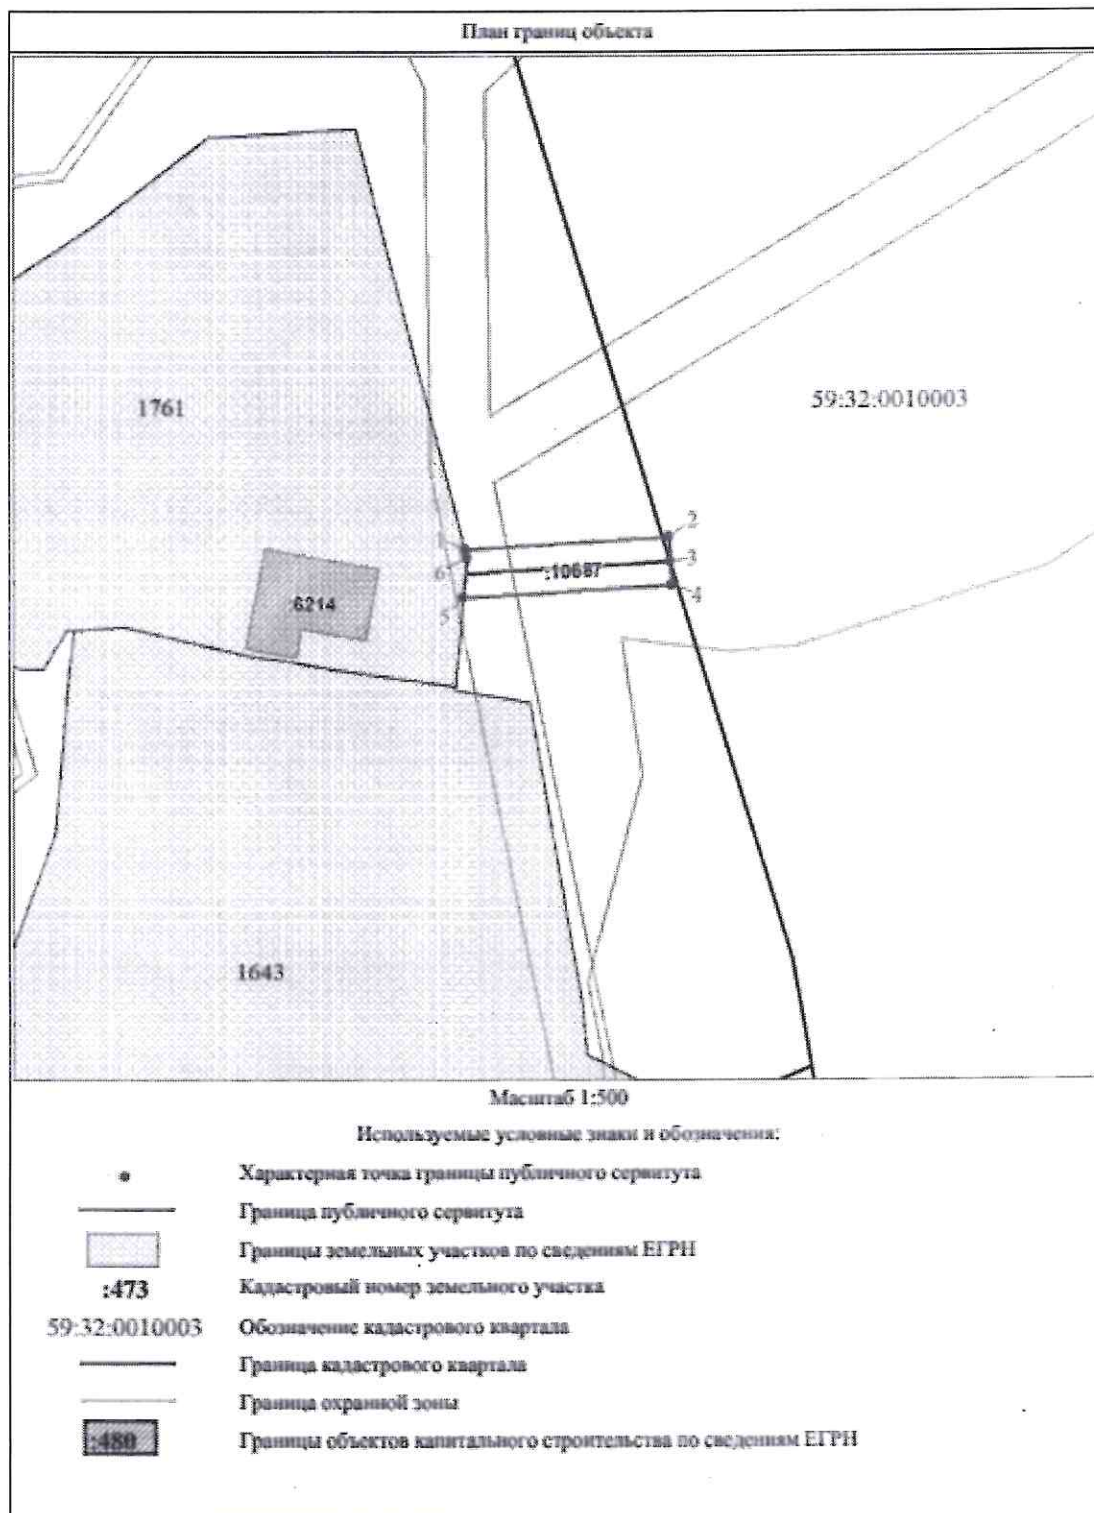 План границ объекта
1761
59:32:0010003
1
2
6
3
:10687
5
4
6214
1643
Масштаб 1:500
Используемые условные знаки и обозначения:
Характерная точка границы публичного сервитута
Граница публичного сервитута
Границы земельных участков по сведениям ЕГРН
:473 Кадастровый номер земельного участка
59:32:0010003 Обозначение кадастрового квартала
Граница кадастрового квартала
Граница охранной зоны
:480 Границы объектов капитального строительства по сведениям ЕГРН